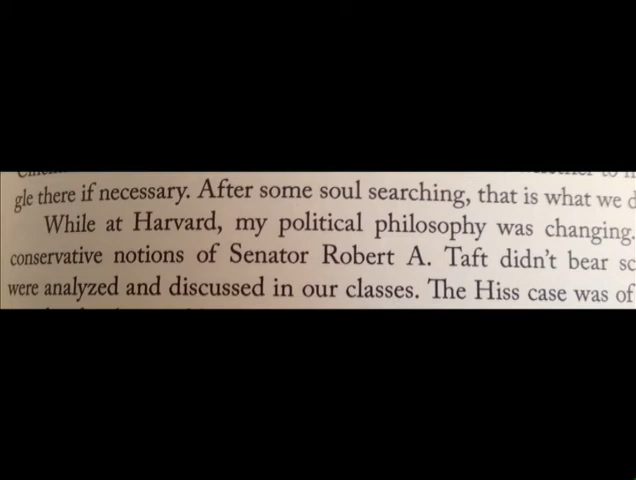 gle there if necessary. After some soul searching, that is what we
While at Harvard, my political philosophy was changing.
conservative notions of Senator Robert A. Taft didn't bear
were analyzed and discussed in our classes. The Hiss case was of